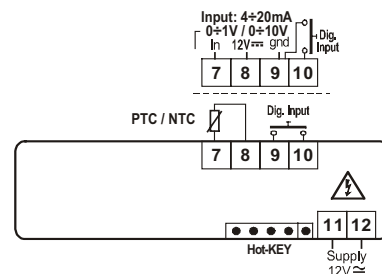 Input: 4÷20mA
0÷1V / 0÷10V
In 12V⎓ gnd
Dig.
Input
7 8 9 10
PTC / NTC
Dig. Input
7 8 9 10
11 12
Hot-KEY
Supply
12V≂